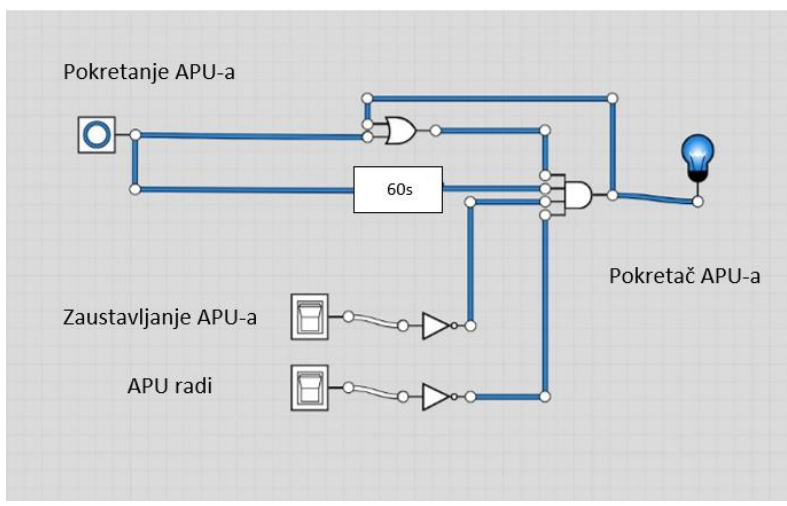 Pokretanje APU-a
60s
Pokretač APU-a
Zaustavljanje APU-a
APU radi